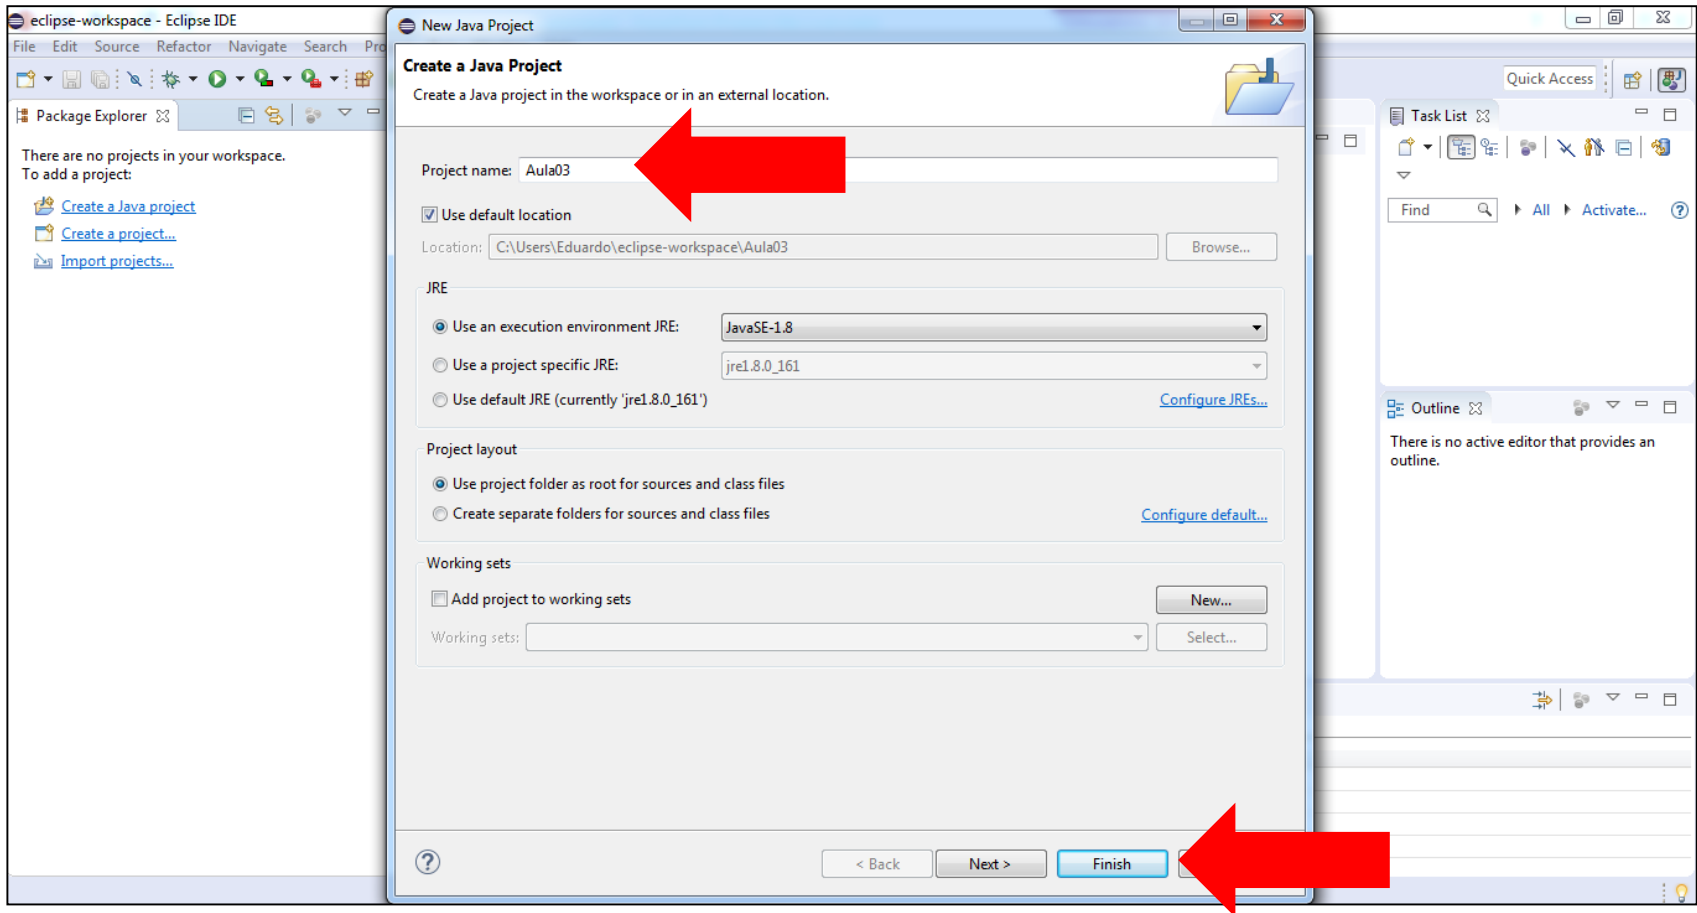 eclipse-workspace - Eclipse IDE
File Edit Source Refactor Navigate Search Pro
Quick Access
Package Explorer
There are no projects in your workspace.
To add a project:
Create a Java project
Create a project...
Import projects...
New Java Project
Create a Java Project
Create a Java project in the workspace or in an external location.
Project name: Aula03
Use default location
Location: C:\Users\Eduardo\eclipse-workspace\Aula03 Browse...
JRE
Use an execution environment JRE: JavaSE-1.8
Use a project specific JRE: jre1.8.0_161
Use default JRE (currently 'jre1.8.0_161') Configure JREs...
Project layout
Use project folder as root for sources and class files
Create separate folders for sources and class files Configure default...
Working sets
Add project to working sets New...
Working sets: Select...
? < Back Next > Finish
Task List
Find All Activate... ?
Outline
There is no active editor that provides an
outline.